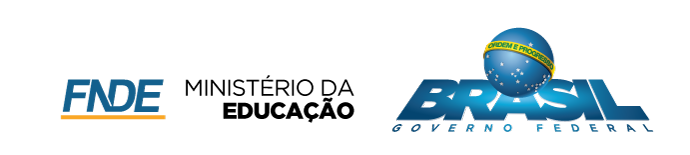 FNDE
MINISTÉRIO DA
EDUCAÇÃO
ORDEM E PROGRESSO
BRASIL
GOVERNO FEDERAL